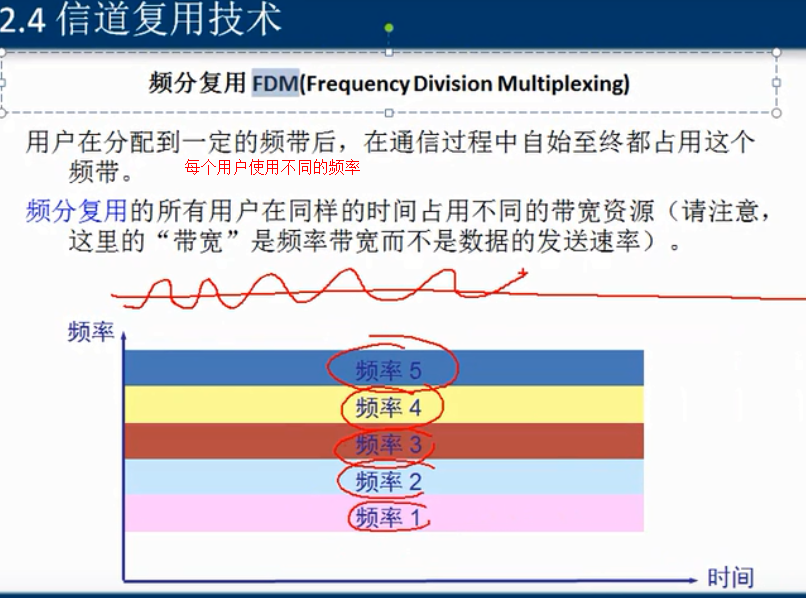 2.4 信道复用技术
频分复用 FDM(Frequency Division Multiplexing)
用户在分配到一定的频带后，在通信过程中自始至终都占用这个
频带。
每个用户使用不同的频率
频分复用的所有用户在同样的时间占用不同的带宽资源（请注意，
这里的“带宽”是频率带宽而不是数据的发送速率）。
频率
频率 5
频率 4
频率 3
频率 2
频率 1
时间